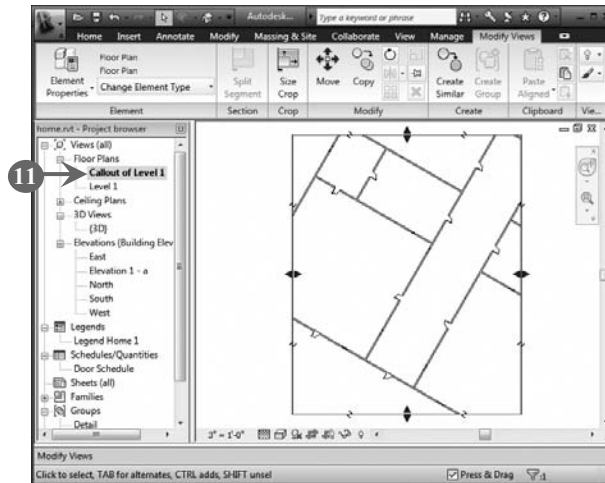 Autodesk... Type a keyword or phrase
Home Insert Annotate Modify Massing & Site Collaborate View Manage Modify Views
Floor Plan
Floor Plan
Element Properties
Change Element Type
Split Segment
Size Crop
Move
Copy
Create Similar
Create Group
Paste Aligned
Element Section Crop Modify Create Clipboard Vie...
home.rvt - Project browser
Views (all)
Floor Plans
11
Callout of Level 1
Level 1
Ceiling Plans
3D Views
{3D}
Elevations (Building Elev
East
Elevation 1 - a
North
South
West
Legends
Legend Home 1
Schedules/Quantities
Door Schedule
Sheets (all)
Families
Groups
Detail
3" = 1'-0"
Modify Views
Click to select, TAB for alternates, CTRL adds, SHIFT unsel
Press & Drag
:1